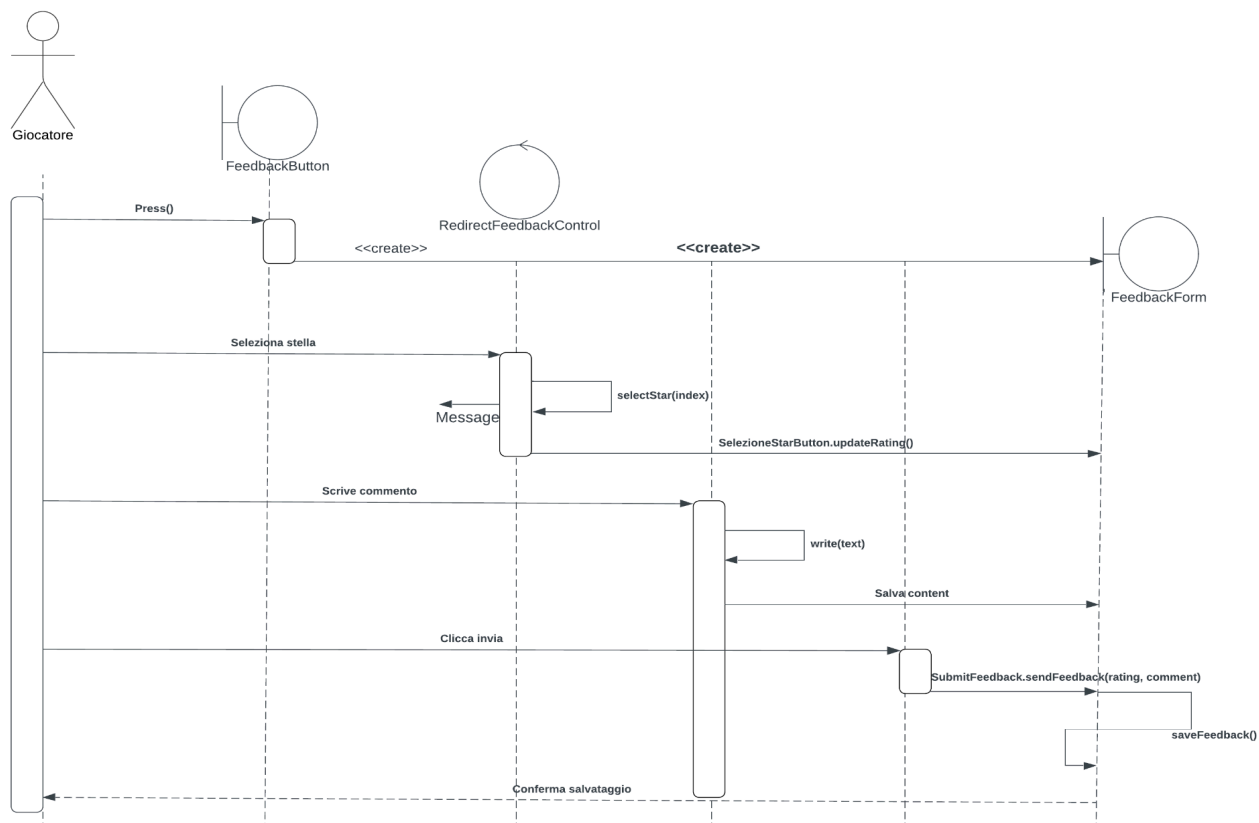 Giocatore
FeedbackButton
Press()
RedirectFeedbackControl
<<create>>
<<create>>
FeedbackForm
Seleziona stella
selectStar(index)
Message
SelezioneStarButton.updateRating()
Scrive commento
write(text)
Salva content
Clicca invia
SubmitFeedback.sendFeedback(rating, comment)
saveFeedback()
Conferma salvataggio